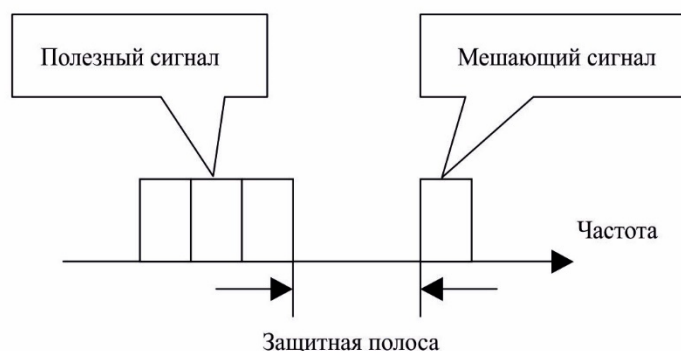 Полезный сигнал
Мешающий сигнал
Частота
Защитная полоса